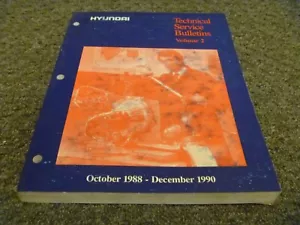 HYUNDAI
Technical
Service
Bulletins
Volume 2
October 1988 - December 1990